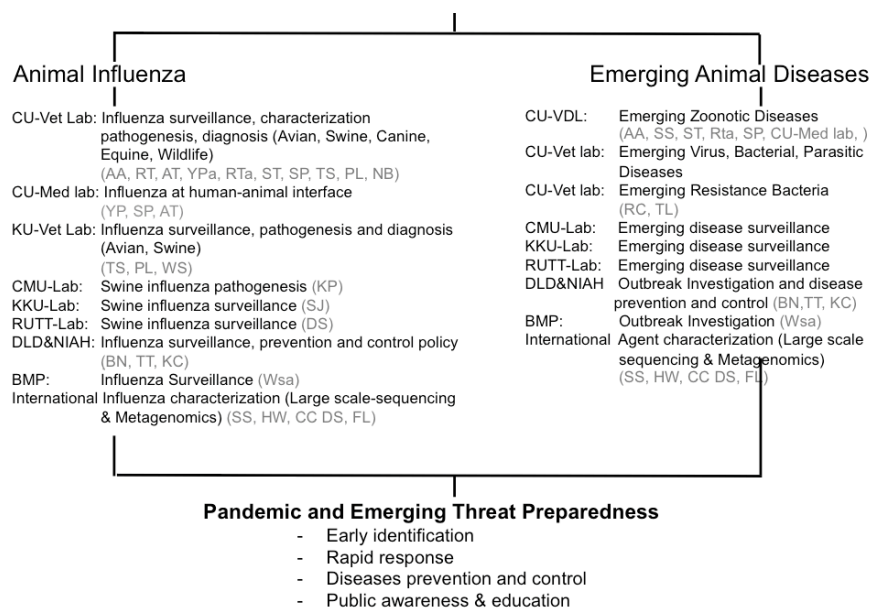 Animal Influenza
CU-Vet Lab: Influenza surveillance, characterization
pathogenesis, diagnosis (Avian, Swine, Canine,
Equine, Wildlife)
(AA, RT, AT, YPa, RTa, ST, SP, TS, PL, NB)
CU-Med lab: Influenza at human-animal interface
(YP, SP, AT)
KU-Vet Lab: Influenza surveillance, pathogenesis and diagnosis
(Avian, Swine)
(TS, PL, WS)
CMU-Lab: Swine influenza pathogenesis (KP)
KKU-Lab: Swine influenza surveillance (SJ)
RUTT-Lab: Swine influenza surveillance (DS)
DLD&NIAH: Influenza surveillance, prevention and control policy
(BN, TT, KC)
BMP: Influenza Surveillance (Wsa)
International Influenza characterization (Large scale-sequencing
& Metagenomics) (SS, HW, CC DS, FL)
Emerging Animal Diseases
CU-VDL: Emerging Zoonotic Diseases
(AA, SS, ST, Rta, SP, CU-Med lab, )
CU-Vet lab: Emerging Virus, Bacterial, Parasitic
Diseases
CU-Vet lab: Emerging Resistance Bacteria
(RC, TL)
CMU-Lab: Emerging disease surveillance
KKU-Lab: Emerging disease surveillance
RUTT-Lab: Emerging disease surveillance
DLD&NIAH Outbreak Investigation and disease
prevention and control (BN,TT, KC)
BMP: Outbreak Investigation (Wsa)
International Agent characterization (Large scale
sequencing & Metagenomics)
(SS, HW, CC DS, FL)
Pandemic and Emerging Threat Preparedness
- Early identification
- Rapid response
- Diseases prevention and control
- Public awareness & education